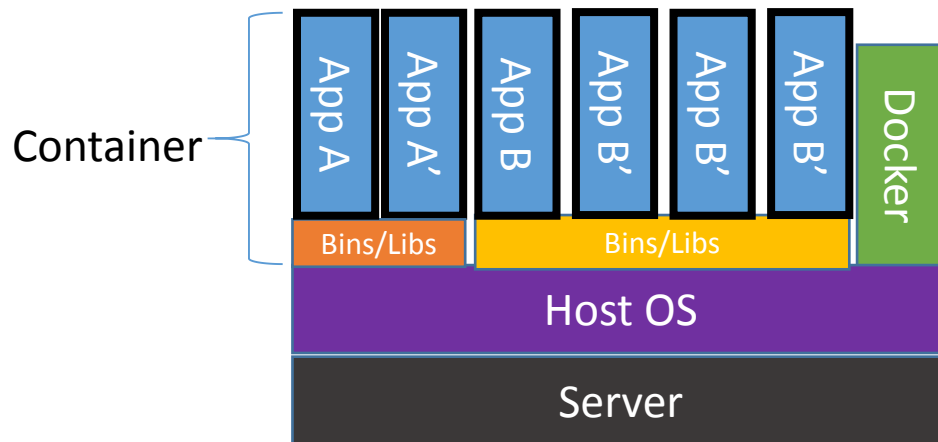 Container
App A
App A’
App B
App B’
App B’
App B’
Docker
Bins/Libs
Bins/Libs
Host OS
Server